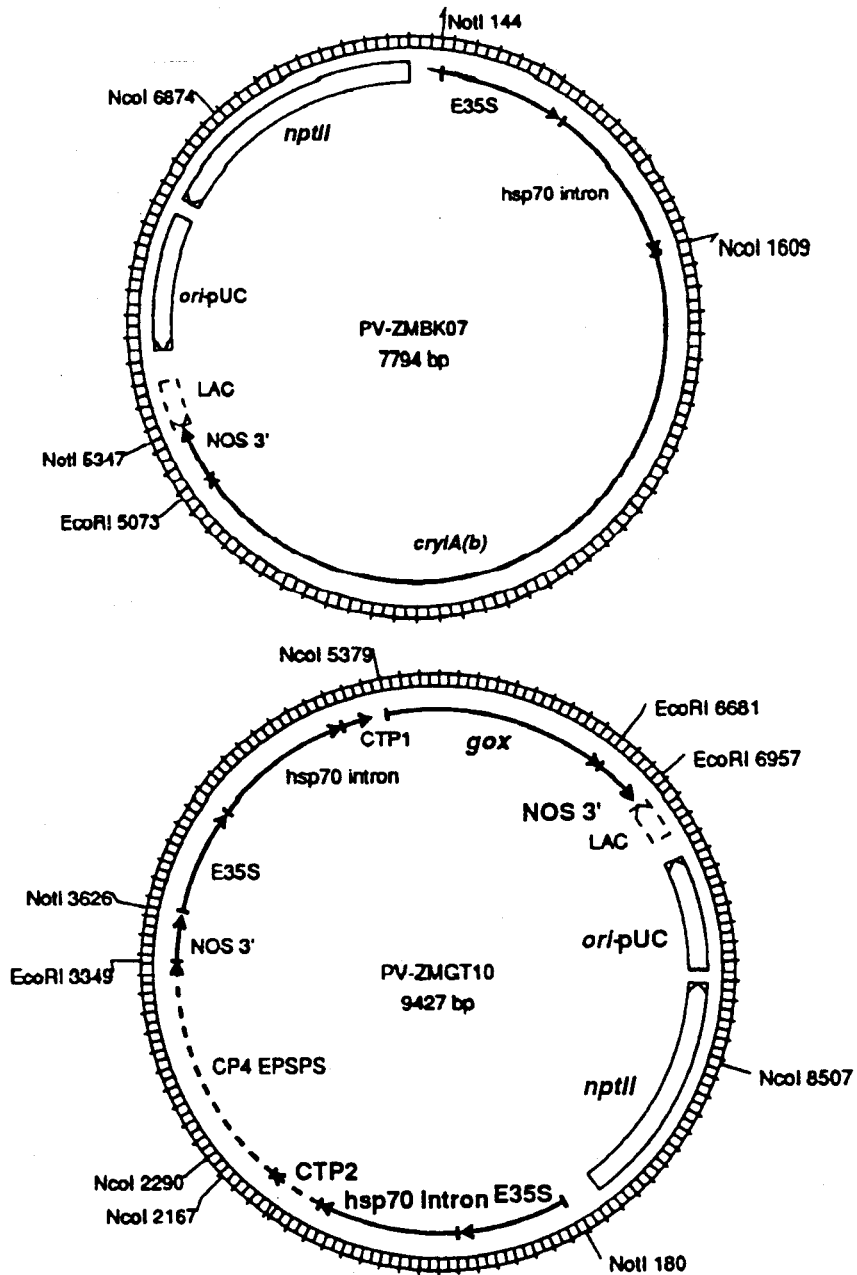 NotI 144
NcoI 6874
E35S
nptII
hsp70 intron
NcoI 1609
ori-pUC
PV-ZMBK07
7794 bp
LAC
NOS 3'
NotI 5347
EcoRI 5073
cryIA(b)
NcoI 5379
EcoRI 6681
CTP1
gox
EcoRI 6957
hsp70 intron
NOS 3'
LAC
E35S
NotI 3626
ori-pUC
NOS 3'
PV-ZMGT10
EcoRI 3349
9427 bp
CP4 EPSPS
NcoI 8507
nptII
CTP2
NcoI 2290
hsp70 Intron
E35S
NcoI 2167
NotI 180